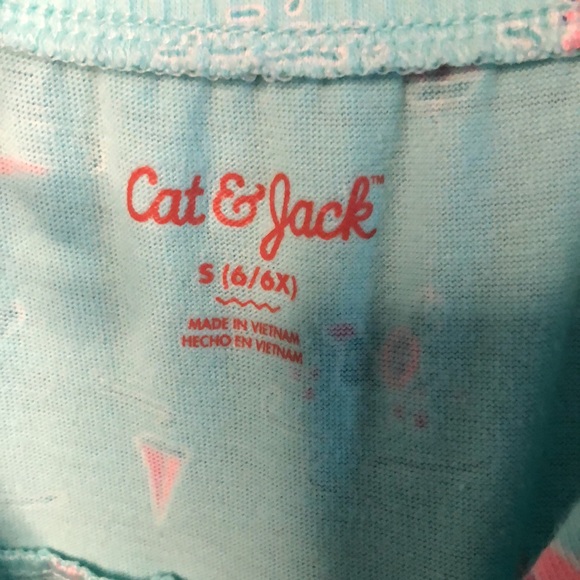 Cat & Jack™
S (6/6X)
MADE IN VIETNAM
HECHO EN VIETNAM